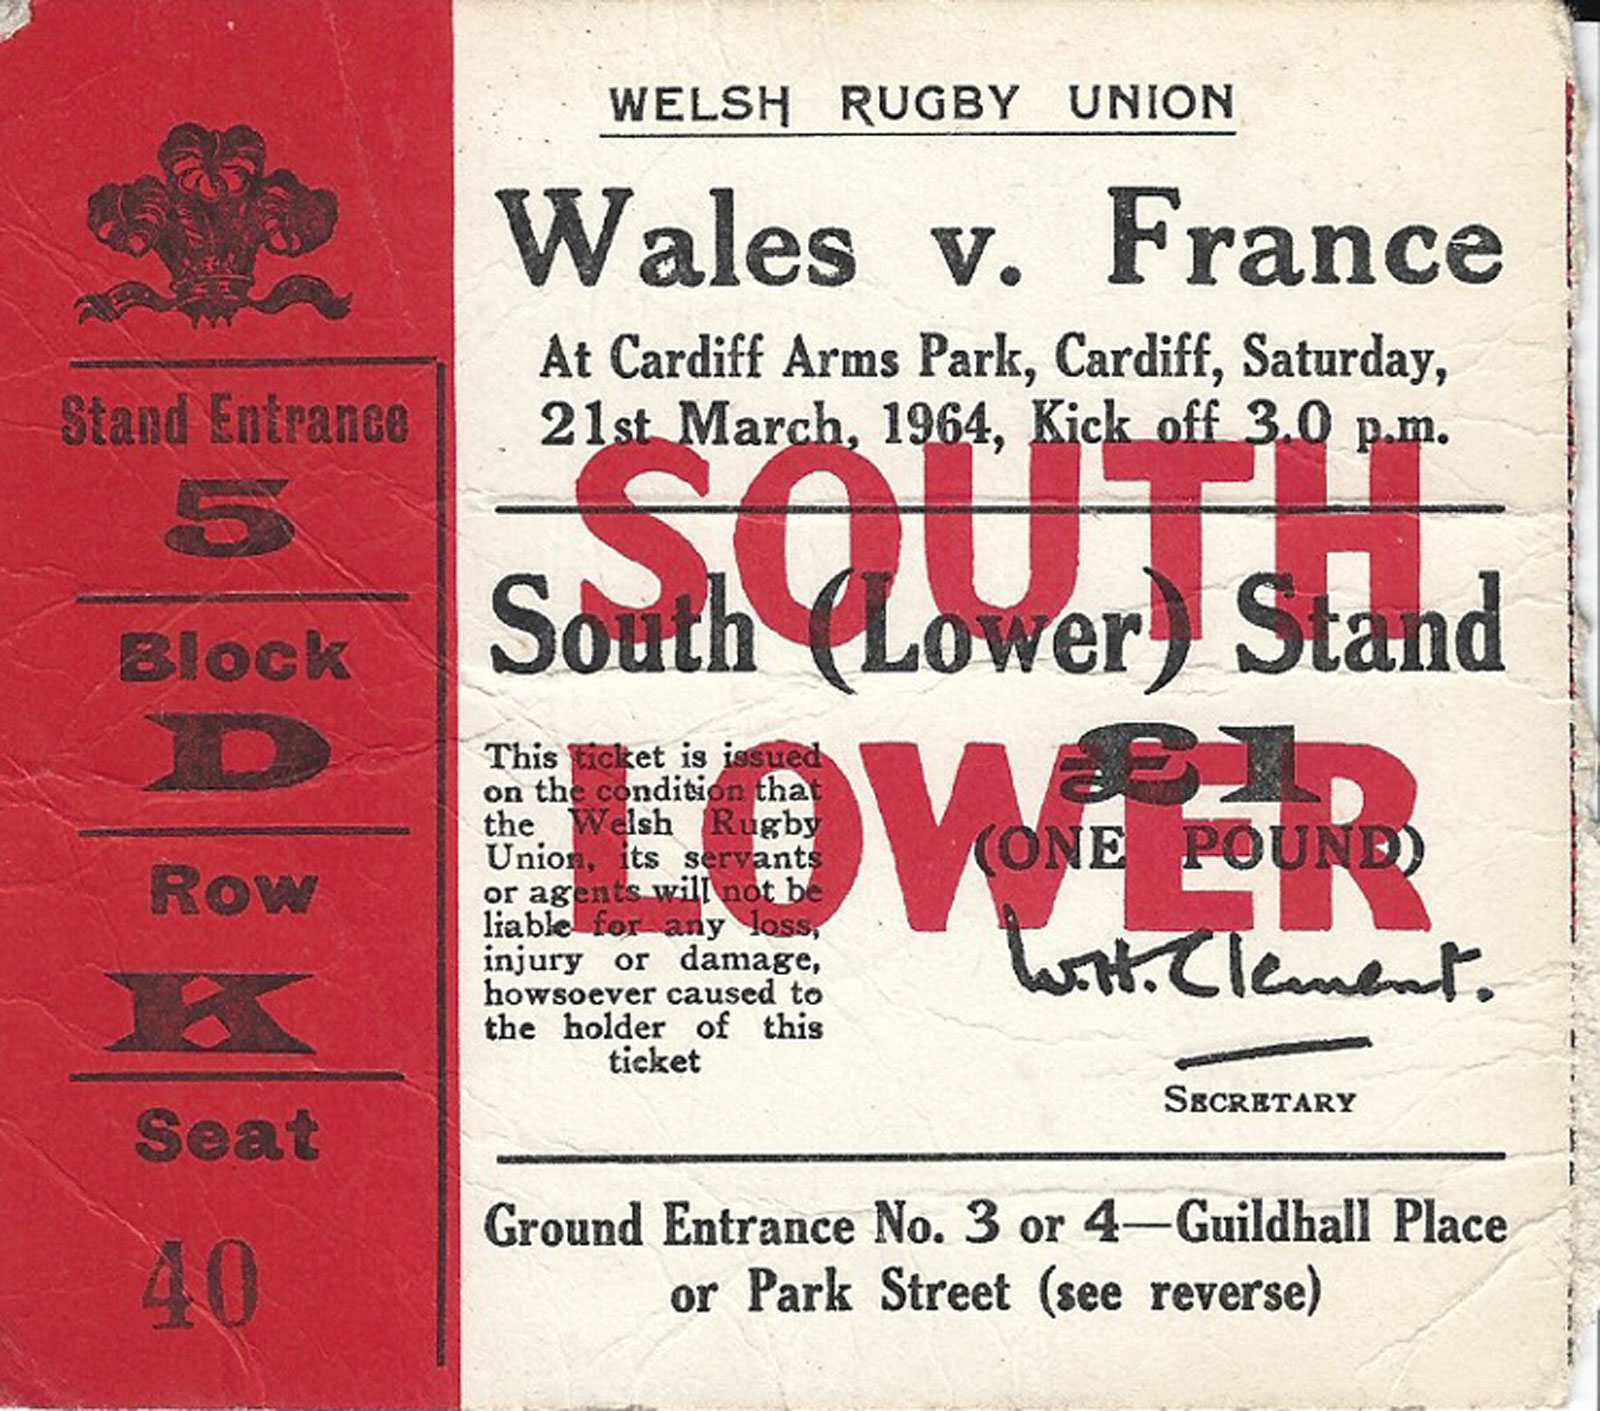 Stand Entrance
5
Block
D
Row
K
Seat
40
WELSH RUGBY UNION
Wales v. France
At Cardiff Arms Park, Cardiff, Saturday,
21st March, 1964, Kick off 3.0 p.m.
SOUTH
South (Lower) Stand
LOWER
This ticket is issued
on the condition that
the Welsh Rugby
Union, its servants
or agents will not be
liable for any loss,
injury or damage,
howsoever caused to
the holder of this
ticket
£1
(ONE POUND)
W.H. Clement.
SECRETARY
Ground Entrance No. 3 or 4—Guildhall Place
or Park Street (see reverse)